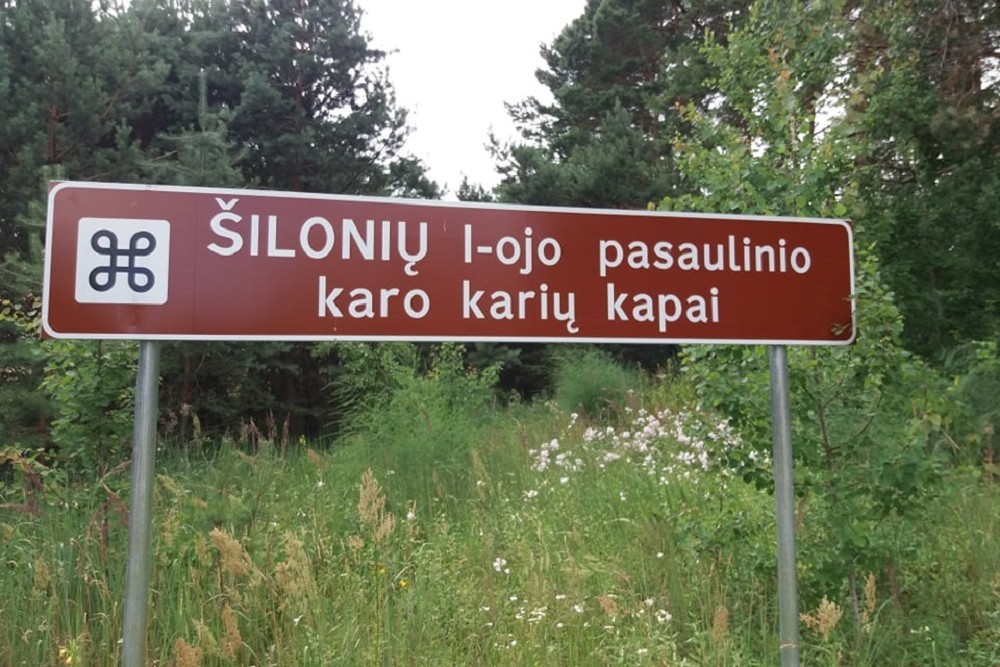 ŠILONIŲ I-ojo pasaulinio
karo karių kapai